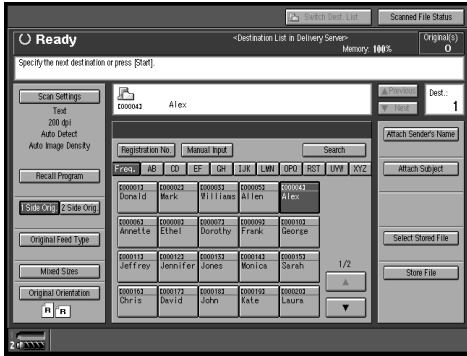 Switch Dest. List
Scanned File Status
Ready
<Destination List in Delivery Server>
Memory: 100%
Original(s)
0
Specify the next destination or press [Start].
Scan Settings
Text
200 dpi
Auto Detect
Auto Image Density
Recall Program
1 Side Orig.
2 Side Orig.
Original Feed Type
Mixed Sizes
Original Orientation
R R
[00004]
Alex
▲ Previous
▼ Next
Dest.:
1
Registration No.
Manual Input
Search
Freq. AB CD EF GH IJK LMN OPQ RST UVW XYZ
[00001] [00002] [00003] [00005] [00004]
Donald Mark Williams Allen Alex
[00006] [00008] [00007] [00009] [00010]
Annette Ethel Dorothy Frank George
[00011] [00012] [00013] [00014] [00015]
Jeffrey Jennifer Jones Monica Sarah
[00016] [00017] [00018] [00019] [00020]
Chris David John Kate Laura
1/2
▲
▼
Attach Sender's Name
Attach Subject
Select Stored File
Store File
2